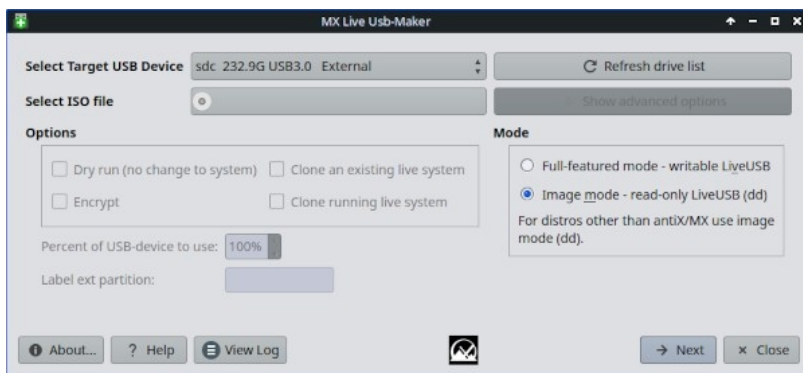 MX Live Usb-Maker
Select Target USB Device sdc 232.9G USB3.0 External Refresh drive list
Select ISO file Show advanced options
Options Mode
Dry run (no change to system) Clone an existing live system Full-featured mode - writable LiveUSB
Encrypt Clone running live system Image mode - read-only LiveUSB (dd)
For distros other than antiX/MX use image
mode (dd).
Percent of USB-device to use: 100%
Label ext partition:
About... ? Help View Log Next Close